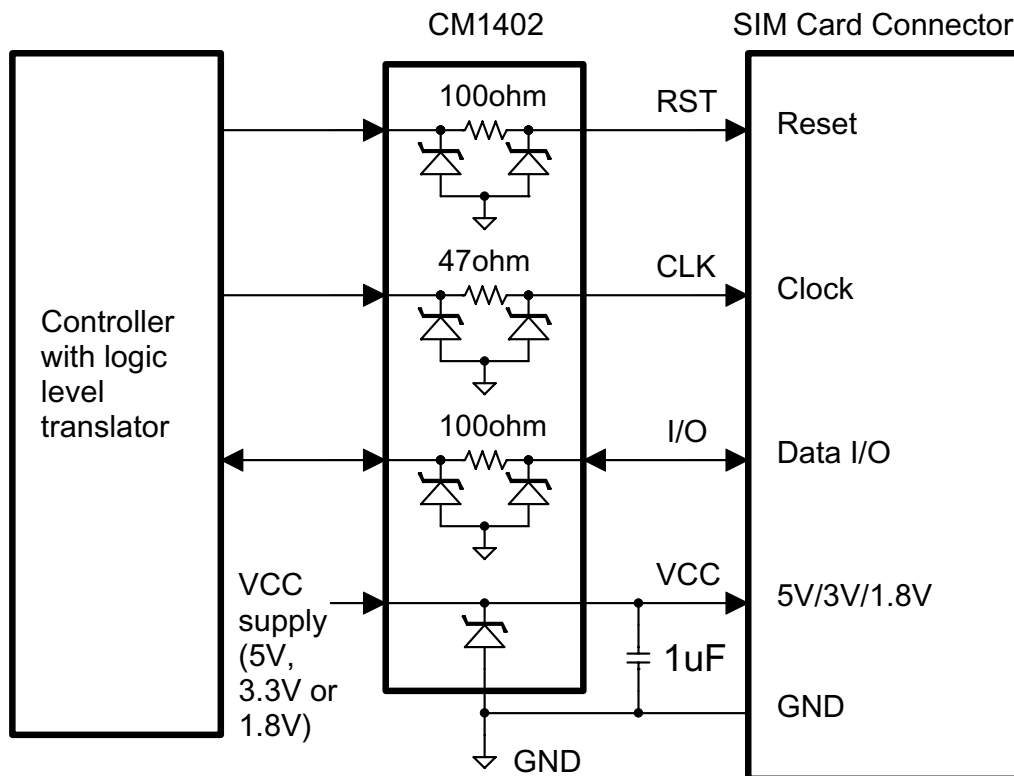 CM1402
SIM Card Connector
100ohm
RST
Reset
47ohm
CLK
Clock
Controller
with logic
level
translator
100ohm
I/O
Data I/O
VCC
supply
(5V,
3.3V or
1.8V)
VCC
5V/3V/1.8V
1uF
GND
GND